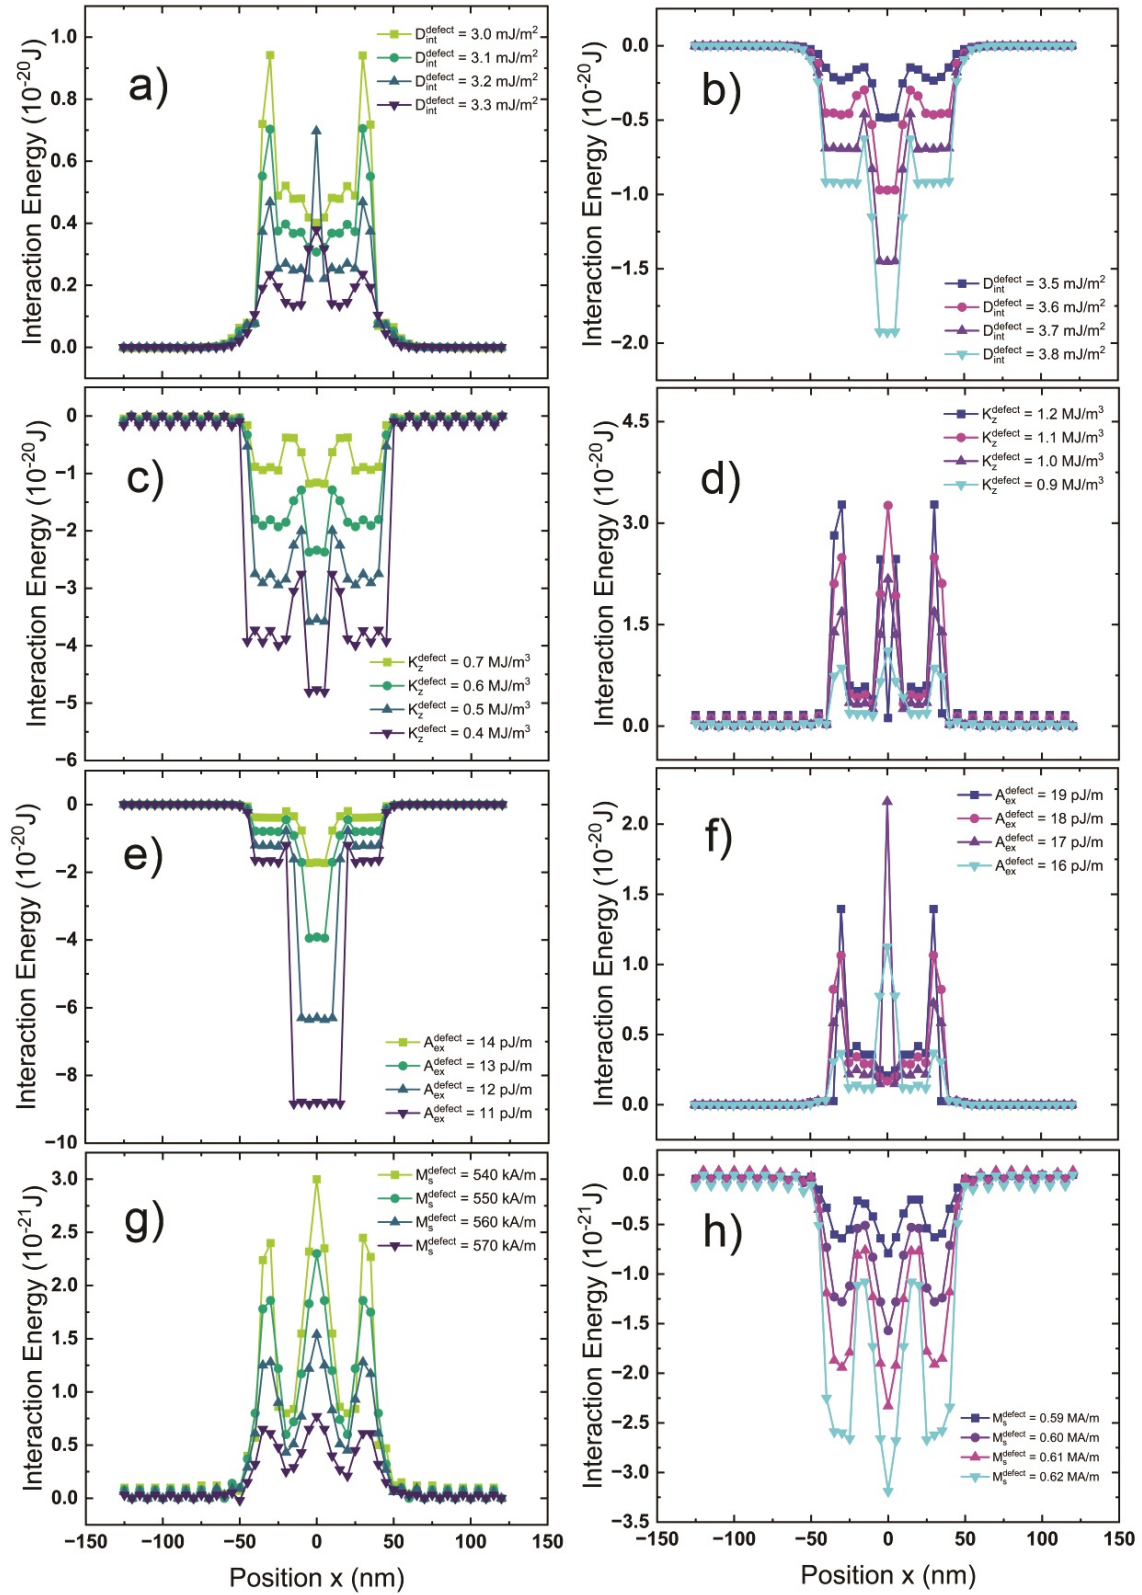 a)
Interaction Energy (10⁻²⁰J)
1.0
0.8
0.6
0.4
0.2
0.0
D_int^defect = 3.0 mJ/m²
D_int^defect = 3.1 mJ/m²
D_int^defect = 3.2 mJ/m²
D_int^defect = 3.3 mJ/m²
b)
Interaction Energy (10⁻²⁰J)
0.0
−0.5
−1.0
−1.5
−2.0
D_int^defect = 3.5 mJ/m²
D_int^defect = 3.6 mJ/m²
D_int^defect = 3.7 mJ/m²
D_int^defect = 3.8 mJ/m²
c)
Interaction Energy (10⁻²⁰J)
0
−1
−2
−3
−4
−5
−6
K_z^defect = 0.7 MJ/m³
K_z^defect = 0.6 MJ/m³
K_z^defect = 0.5 MJ/m³
K_z^defect = 0.4 MJ/m³
d)
Interaction Energy (10⁻²⁰J)
4.5
3.0
1.5
0.0
K_z^defect = 1.2 MJ/m³
K_z^defect = 1.1 MJ/m³
K_z^defect = 1.0 MJ/m³
K_z^defect = 0.9 MJ/m³
e)
Interaction Energy (10⁻²⁰J)
0
−2
−4
−6
−8
−10
A_ex^defect = 14 pJ/m
A_ex^defect = 13 pJ/m
A_ex^defect = 12 pJ/m
A_ex^defect = 11 pJ/m
f)
Interaction Energy (10⁻²⁰J)
2.0
1.5
1.0
0.5
0.0
A_ex^defect = 19 pJ/m
A_ex^defect = 18 pJ/m
A_ex^defect = 17 pJ/m
A_ex^defect = 16 pJ/m
g)
Interaction Energy (10⁻²¹J)
3.0
2.5
2.0
1.5
1.0
0.5
0.0
M_s^defect = 540 kA/m
M_s^defect = 550 kA/m
M_s^defect = 560 kA/m
M_s^defect = 570 kA/m
−150 −100 −50 0 50 100 150
Position x (nm)
h)
Interaction Energy (10⁻²¹J)
0.0
−0.5
−1.0
−1.5
−2.0
−2.5
−3.0
−3.5
M_s^defect = 0.59 MA/m
M_s^defect = 0.60 MA/m
M_s^defect = 0.61 MA/m
M_s^defect = 0.62 MA/m
−150 −100 −50 0 50 100 150
Position x (nm)